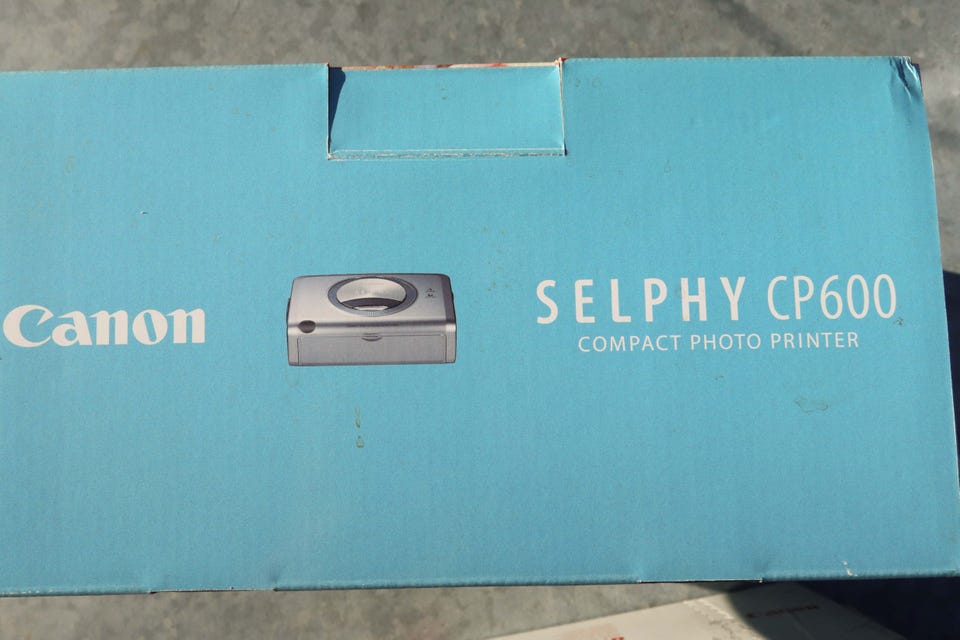 Canon
SELPHY CP600
COMPACT PHOTO PRINTER